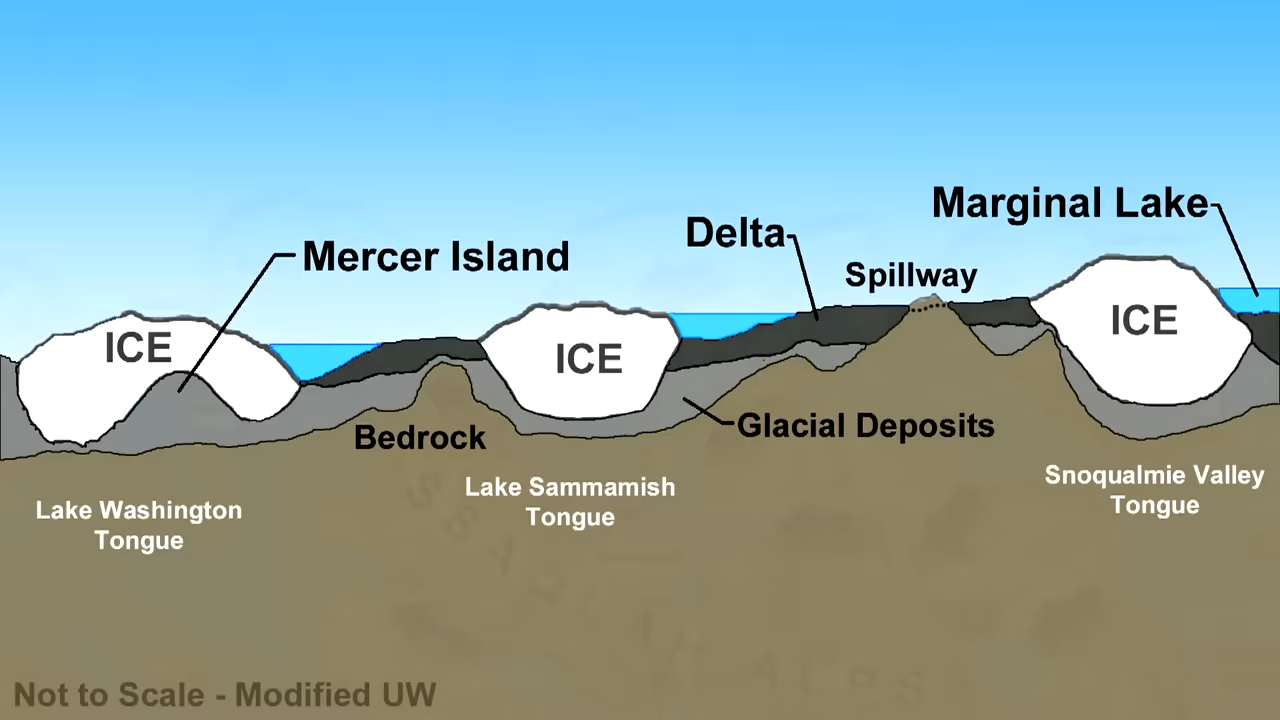 Marginal Lake
Delta
Mercer Island
Spillway
ICE
ICE
ICE
Glacial Deposits
Bedrock
Lake Washington
Tongue
Lake Sammamish
Tongue
Snoqualmie Valley
Tongue
Not to Scale - Modified UW